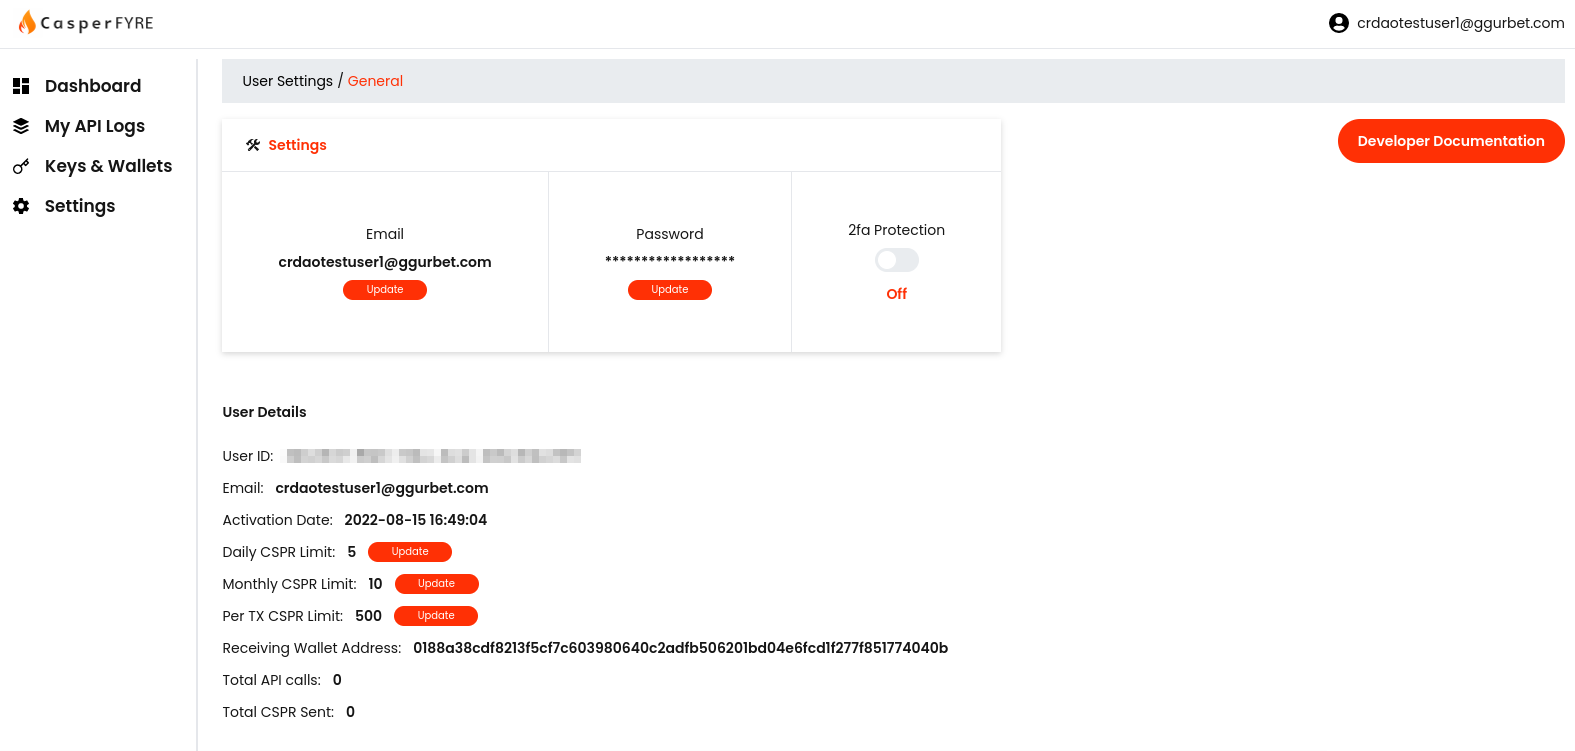 CasperFYRE
crdaotestuser1@ggurbet.com
Dashboard
My API Logs
Keys & Wallets
Settings
User Settings / General
Developer Documentation
Settings
Email
crdaotestuser1@ggurbet.com
Update
Password
******************
Update
2fa Protection
Off
User Details
User ID:
Email: crdaotestuser1@ggurbet.com
Activation Date: 2022-08-15 16:49:04
Daily CSPR Limit: 5 Update
Monthly CSPR Limit: 10 Update
Per TX CSPR Limit: 500 Update
Receiving Wallet Address: 0188a38cdf8213f5cf7c603980640c2adfb506201bd04e6fcd1f277f851774040b
Total API calls: 0
Total CSPR Sent: 0